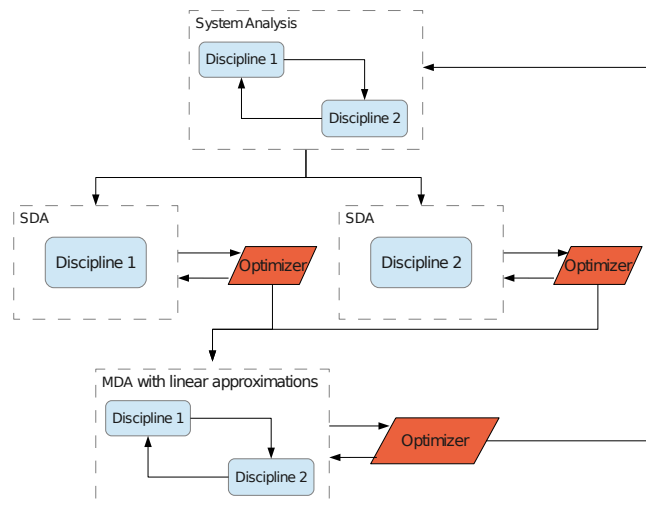 System Analysis
Discipline 1
Discipline 2
SDA
Discipline 1
Optimizer
SDA
Discipline 2
Optimizer
MDA with linear approximations
Discipline 1
Discipline 2
Optimizer